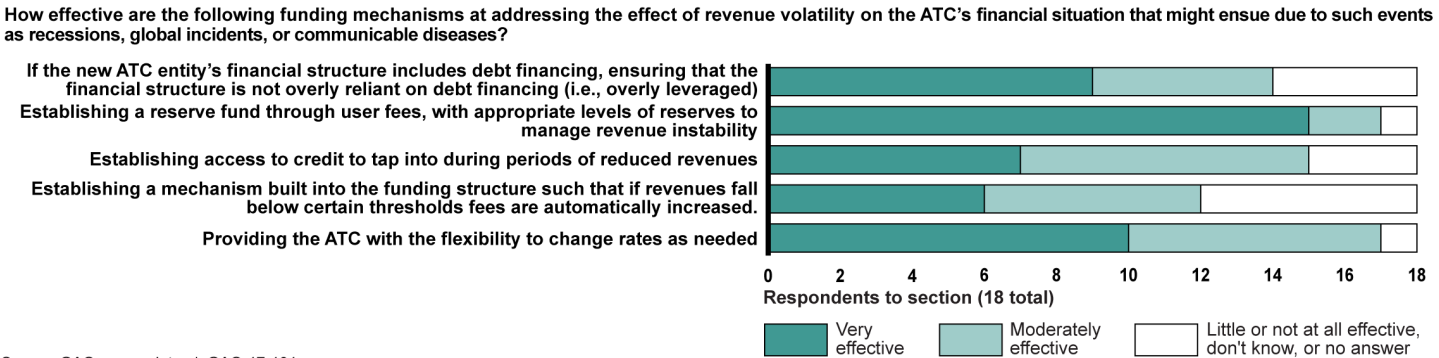 How effective are the following funding mechanisms at addressing the effect of revenue volatility on the ATC's financial situation that might ensue due to such events
as recessions, global incidents, or communicable diseases?
If the new ATC entity's financial structure includes debt financing, ensuring that the
financial structure is not overly reliant on debt financing (i.e., overly leveraged)
Establishing a reserve fund through user fees, with appropriate levels of reserves to
manage revenue instability
Establishing access to credit to tap into during periods of reduced revenues
Establishing a mechanism built into the funding structure such that if revenues fall
below certain thresholds fees are automatically increased.
Providing the ATC with the flexibility to change rates as needed
0 2 4 6 8 10 12 14 16 18
Respondents to section (18 total)
Very
effective
Moderately
effective
Little or not at all effective,
don't know, or no answer